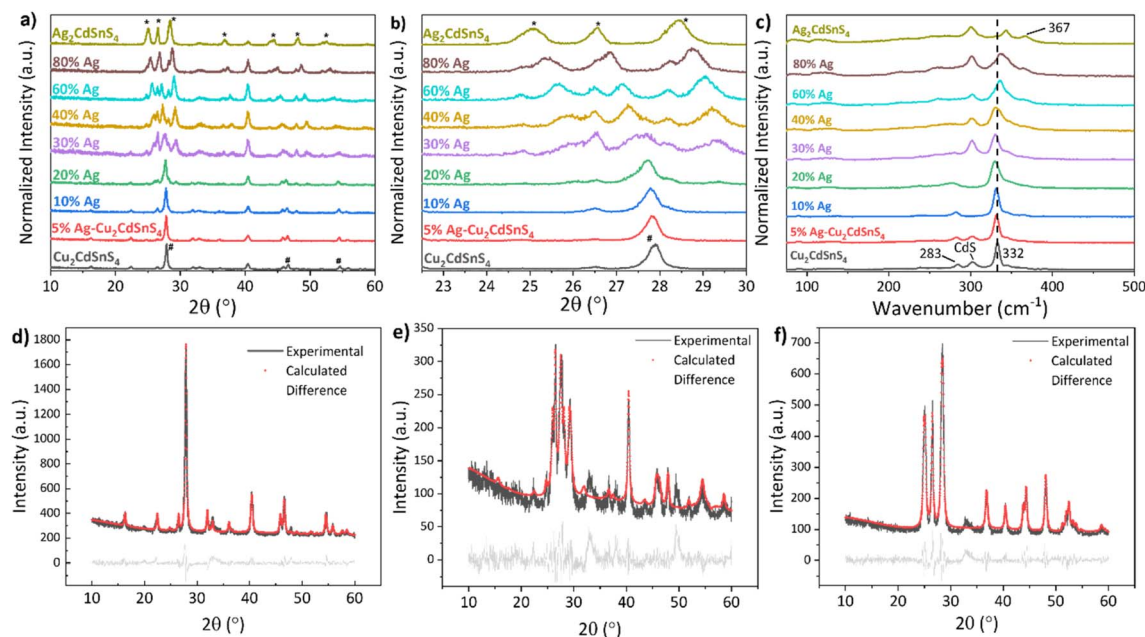 a)
Normalized Intensity (a.u.)
* * * * * * *
Ag₂CdSnS₄
80% Ag
60% Ag
40% Ag
30% Ag
20% Ag
10% Ag
5% Ag-Cu₂CdSnS₄
Cu₂CdSnS₄
# # #
10 20 30 40 50 60
2θ (°)
b)
Normalized Intensity (a.u.)
* * *
Ag₂CdSnS₄
80% Ag
60% Ag
40% Ag
30% Ag
20% Ag
10% Ag
5% Ag-Cu₂CdSnS₄
#
Cu₂CdSnS₄
23 24 25 26 27 28 29 30
2θ (°)
c)
Normalized Intensity (a.u.)
Ag₂CdSnS₄
367
80% Ag
60% Ag
40% Ag
30% Ag
20% Ag
10% Ag
5% Ag-Cu₂CdSnS₄
CdS
Cu₂CdSnS₄
283
332
100 200 300 400 500
Wavenumber (cm⁻¹)
d)
Intensity (a.u.)
1800
1600
1400
1200
1000
800
600
400
200
0
Experimental
Calculated
Difference
10 20 30 40 50 60
2θ (°)
e)
Intensity (a.u.)
350
300
250
200
150
100
50
0
Experimental
Calculated
Difference
10 20 30 40 50 60
2θ (°)
f)
Intensity (a.u.)
700
600
500
400
300
200
100
0
Experimental
Calculated
Difference
10 20 30 40 50 60
2θ (°)